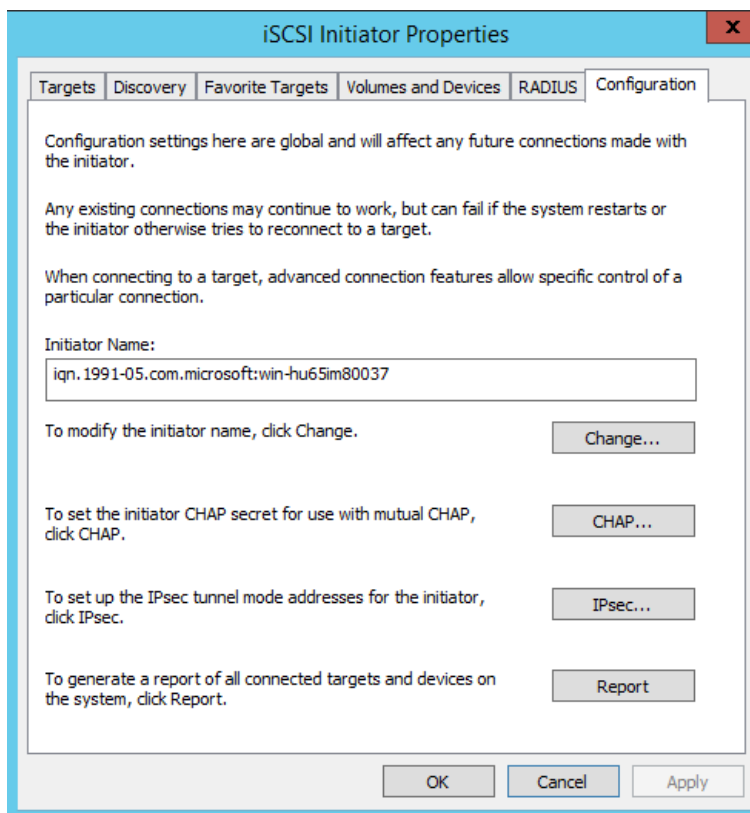 iSCSI Initiator Properties
x
Targets Discovery Favorite Targets Volumes and Devices RADIUS Configuration
Configuration settings here are global and will affect any future connections made with
the initiator.
Any existing connections may continue to work, but can fail if the system restarts or
the initiator otherwise tries to reconnect to a target.
When connecting to a target, advanced connection features allow specific control of a
particular connection.
Initiator Name:
iqn.1991-05.com.microsoft:win-hu65im80037
To modify the initiator name, click Change.
Change...
To set the initiator CHAP secret for use with mutual CHAP,
click CHAP.
CHAP...
To set up the IPsec tunnel mode addresses for the initiator,
click IPsec.
IPsec...
To generate a report of all connected targets and devices on
the system, click Report.
Report
OK Cancel Apply